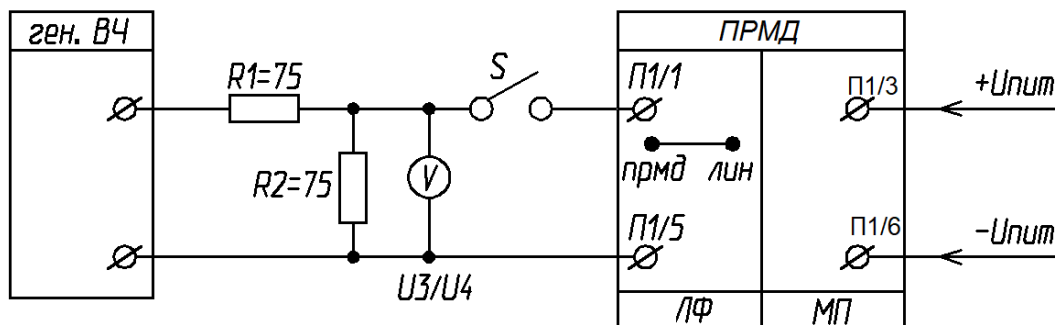 ген. ВЧ
ПРМД
R1=75
S
П1/1
П1/3
+Uпит
R2=75
V
прмд лин
П1/5
П1/6
-Uпит
U3/U4
ЛФ
МП